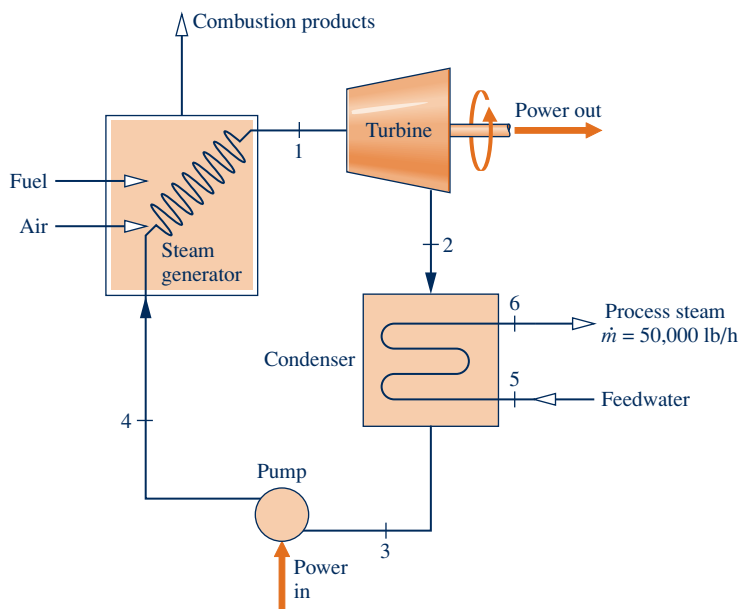 Combustion products
Power out
Turbine
1
Fuel
Air
Steam
generator
2
6
Process steam
ṁ = 50,000 lb/h
Condenser
5
Feedwater
4
Pump
3
Power
in